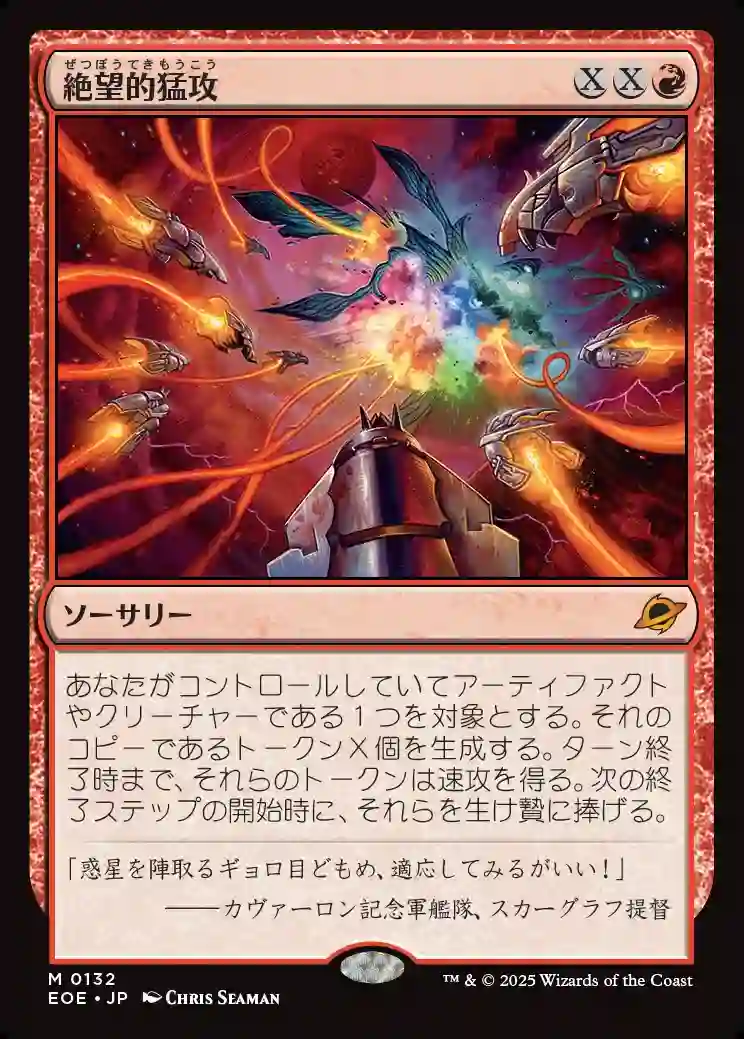 ぜつぼうてきもうこう
絶望的猛攻 XX
ソーサリー
あなたがコントロールしていてアーティファクト
やクリーチャーである1つを対象とする。それの
コピーであるトークンX個を生成する。ターン終
了時まで、それらのトークンは速攻を得る。次の終
了ステップの開始時に、それらを生け贄に捧げる。
「惑星を陣取るギョロ目どもめ、適応してみるがいい!」
――カヴァーロン記念軍艦隊、スカーグラフ提督
M 0132
EOE • JP CHRIS SEAMAN
™ & © 2025 Wizards of the Coast